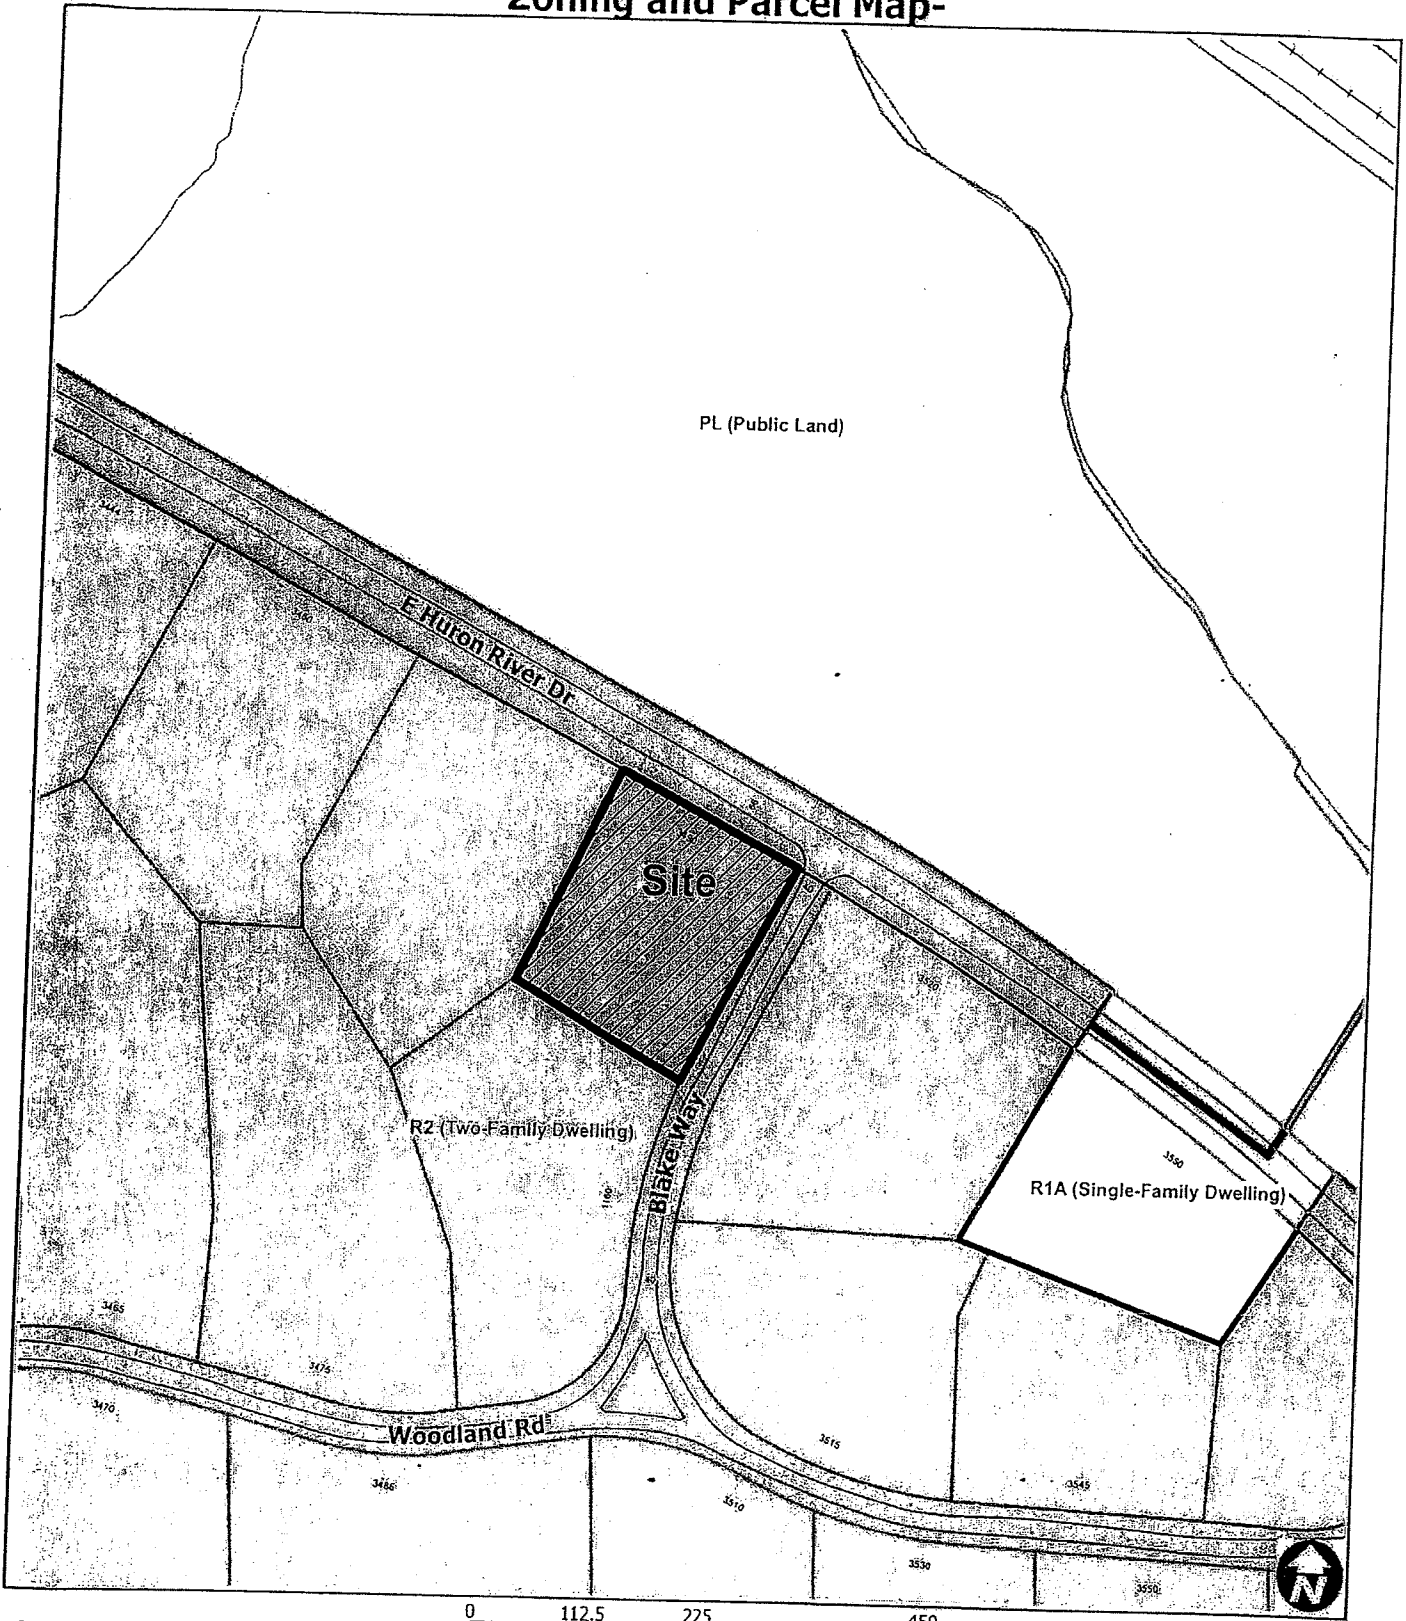 Zoning and Parcel Map-
PL (Public Land)
E Huron River Dr
Site
R2 (Two-Family Dwelling)
Blake Way
1160
3550
R1A (Single-Family Dwelling)
3465
3475
3470
Woodland Rd
3515
3510
3545
3530
3550
N
0 112.5 225 450